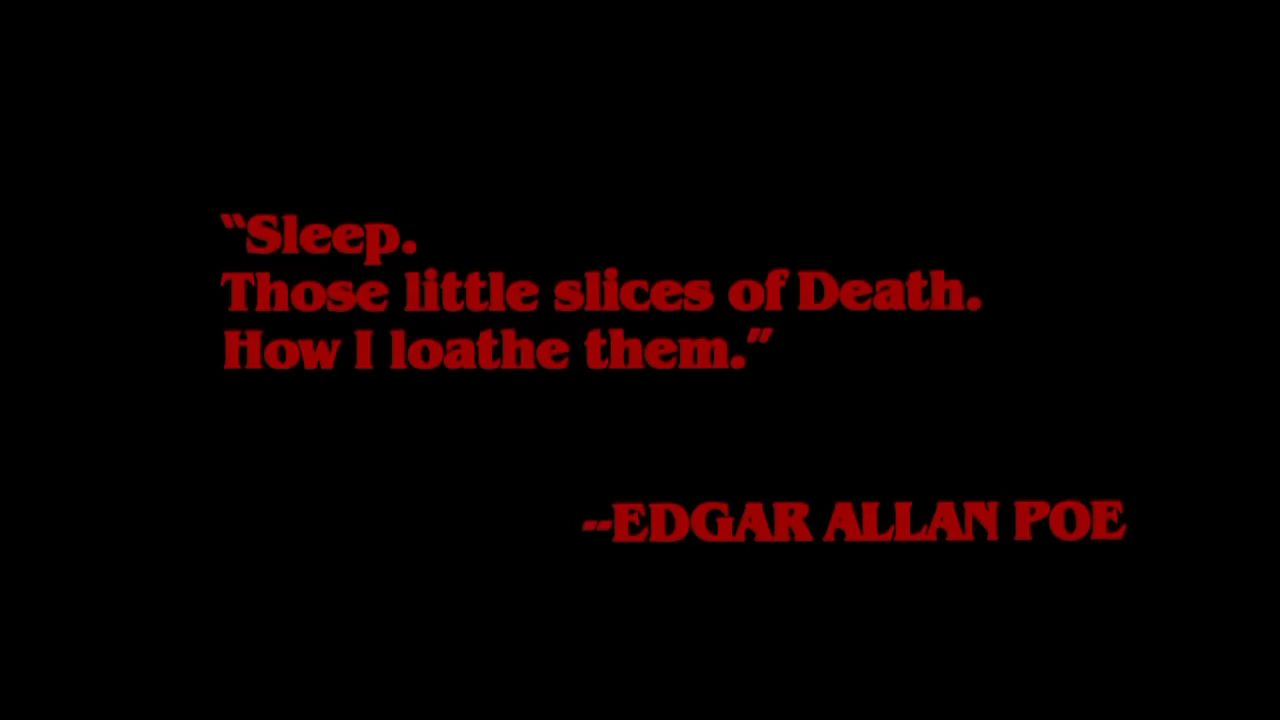 “Sleep.
Those little slices of Death.
How I loathe them.”
--EDGAR ALLAN POE